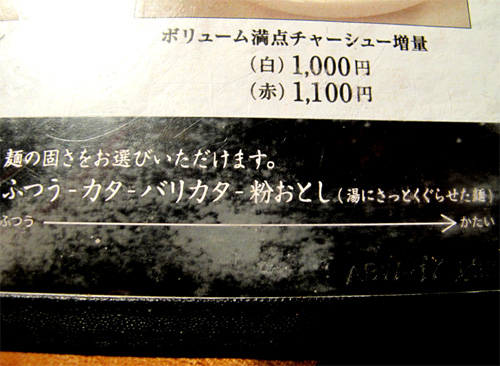 ボリューム満点チャーシュー増量
(白) 1,000円
(赤) 1,100円
麺の固さをお選びいただけます。
ふつう-カタ-バリカタ-粉おとし(湯にさっとくぐらせた麺)
ふつう かたい